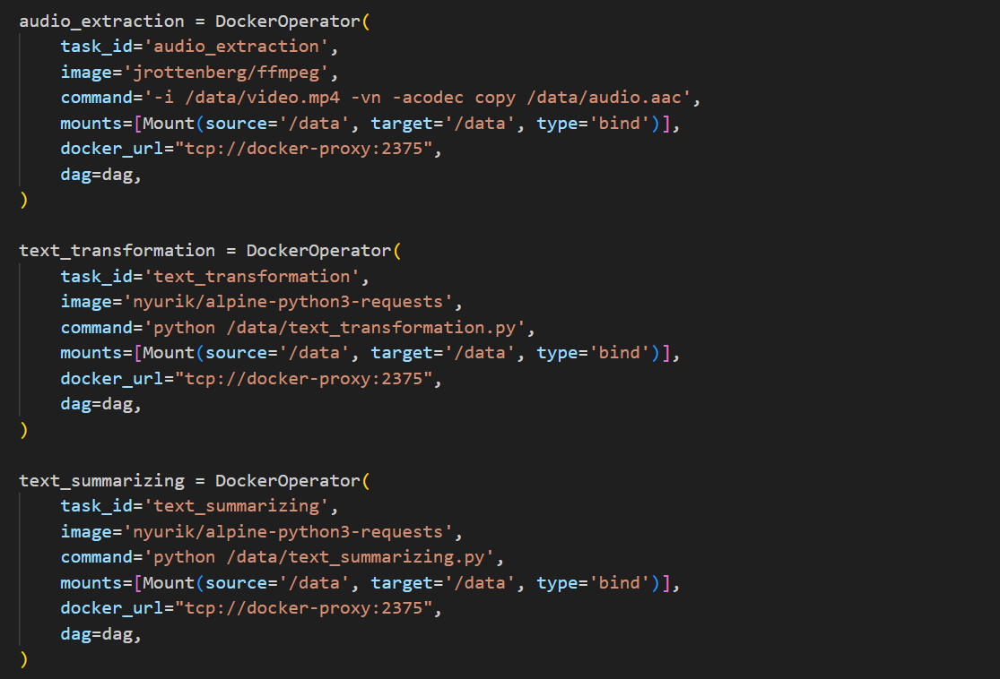 audio_extraction = DockerOperator(
    task_id='audio_extraction',
    image='jrottenberg/ffmpeg',
    command='-i /data/video.mp4 -vn -acodec copy /data/audio.aac',
    mounts=[Mount(source='/data', target='/data', type='bind')],
    docker_url="tcp://docker-proxy:2375",
    dag=dag,
)

text_transformation = DockerOperator(
    task_id='text_transformation',
    image='nyurik/alpine-python3-requests',
    command='python /data/text_transformation.py',
    mounts=[Mount(source='/data', target='/data', type='bind')],
    docker_url="tcp://docker-proxy:2375",
    dag=dag,
)

text_summarizing = DockerOperator(
    task_id='text_summarizing',
    image='nyurik/alpine-python3-requests',
    command='python /data/text_summarizing.py',
    mounts=[Mount(source='/data', target='/data', type='bind')],
    docker_url="tcp://docker-proxy:2375",
    dag=dag,
)